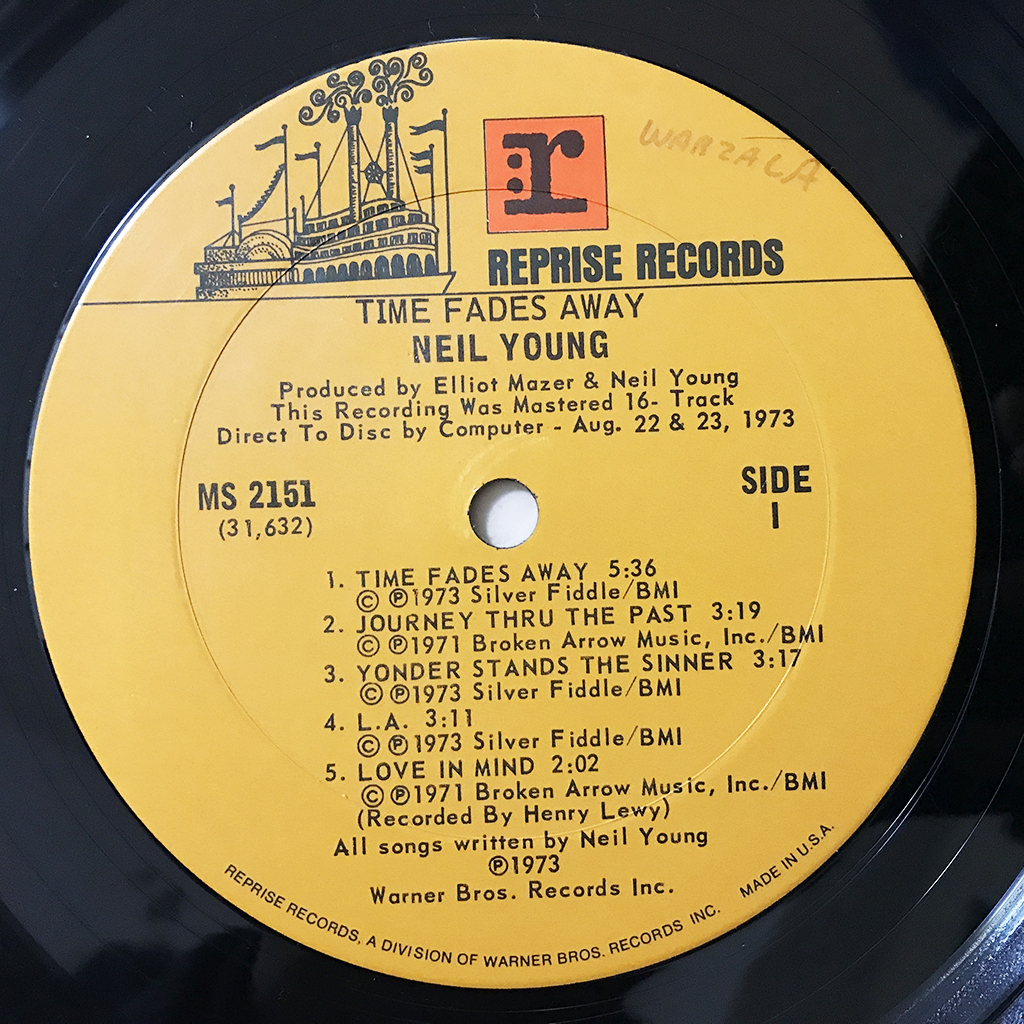 r
WARZALA
REPRISE RECORDS
TIME FADES AWAY
NEIL YOUNG
Produced by Elliot Mazer & Neil Young
This Recording Was Mastered 16- Track
Direct To Disc by Computer - Aug. 22 & 23, 1973
MS 2151
(31,632)
SIDE
I
1. TIME FADES AWAY 5:36
© ℗1973 Silver Fiddle/BMI
2. JOURNEY THRU THE PAST 3:19
© ℗1971 Broken Arrow Music, Inc./BMI
3. YONDER STANDS THE SINNER 3:17
© ℗1973 Silver Fiddle/BMI
4. L.A. 3:11
© ℗1973 Silver Fiddle/BMI
5. LOVE IN MIND 2:02
© ℗1971 Broken Arrow Music, Inc./BMI
(Recorded By Henry Lewy)
All songs written by Neil Young
℗1973
Warner Bros. Records Inc.
REPRISE RECORDS, A DIVISION OF WARNER BROS. RECORDS INC. MADE IN U.S.A.